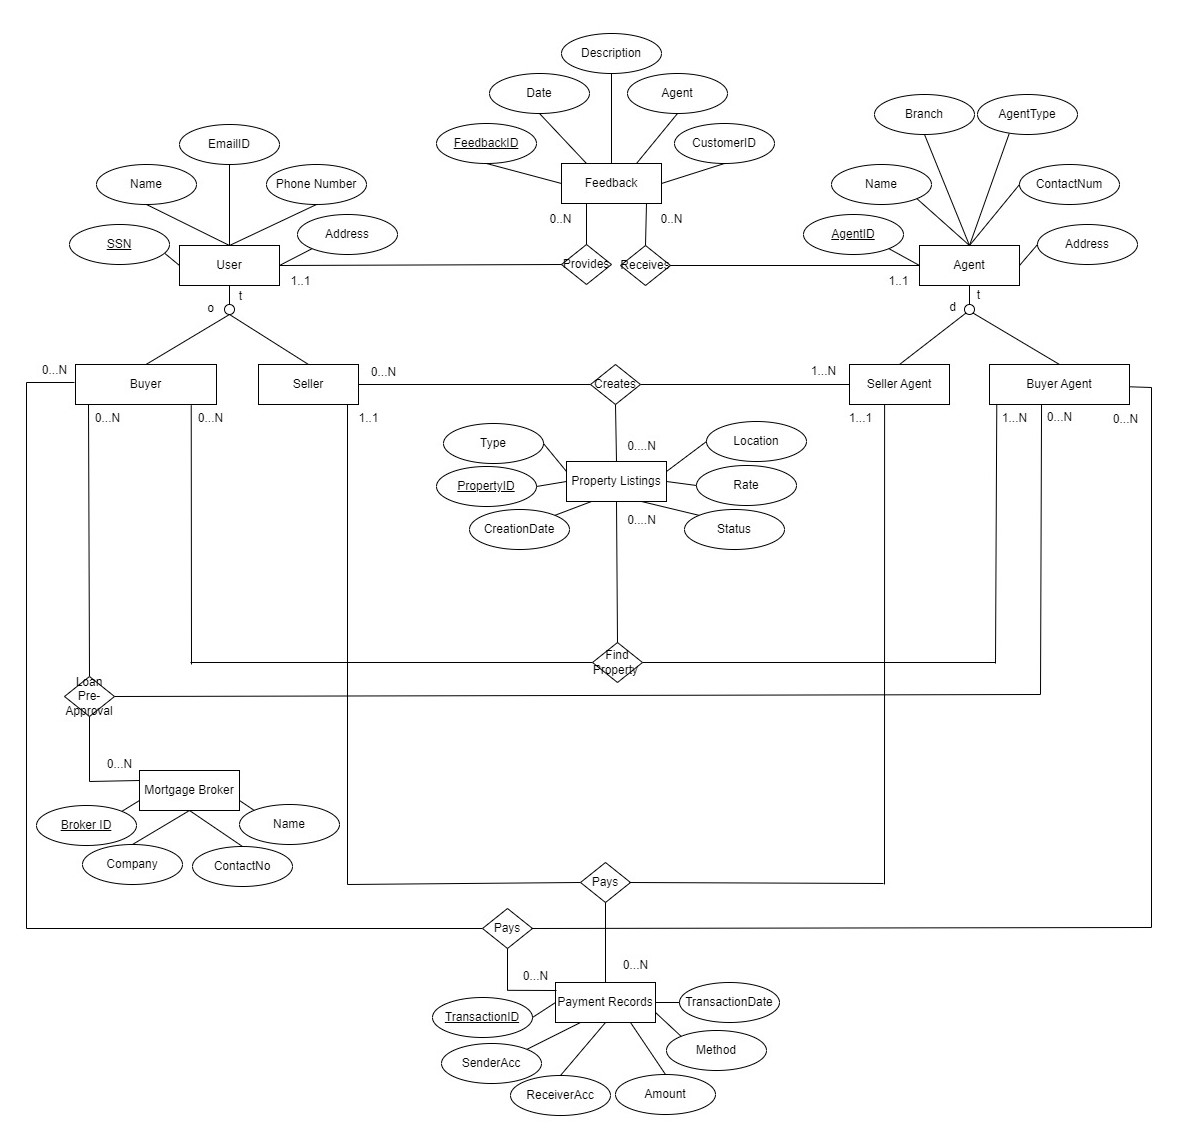 Description
Date
Agent
FeedbackID
CustomerID
Feedback
0..N
0..N
Provides
Receives
EmailID
Name
Phone Number
SSN
Address
User
1..1
t
o
Branch
AgentType
Name
ContactNum
AgentID
Address
Agent
1..1
t
d
0...N
Buyer
Seller
0...N
Creates
1...N
Seller Agent
Buyer Agent
0...N
0...N
1..1
1...1
1...N
0...N
0...N
0....N
Type
Location
PropertyID
Property Listings
Rate
CreationDate
0....N
Status
Find
Property
Loan
Pre-
Approval
0...N
Mortgage Broker
Broker ID
Name
Company
ContactNo
Pays
Pays
0...N
0...N
Payment Records
TransactionDate
TransactionID
Method
SenderAcc
ReceiverAcc
Amount